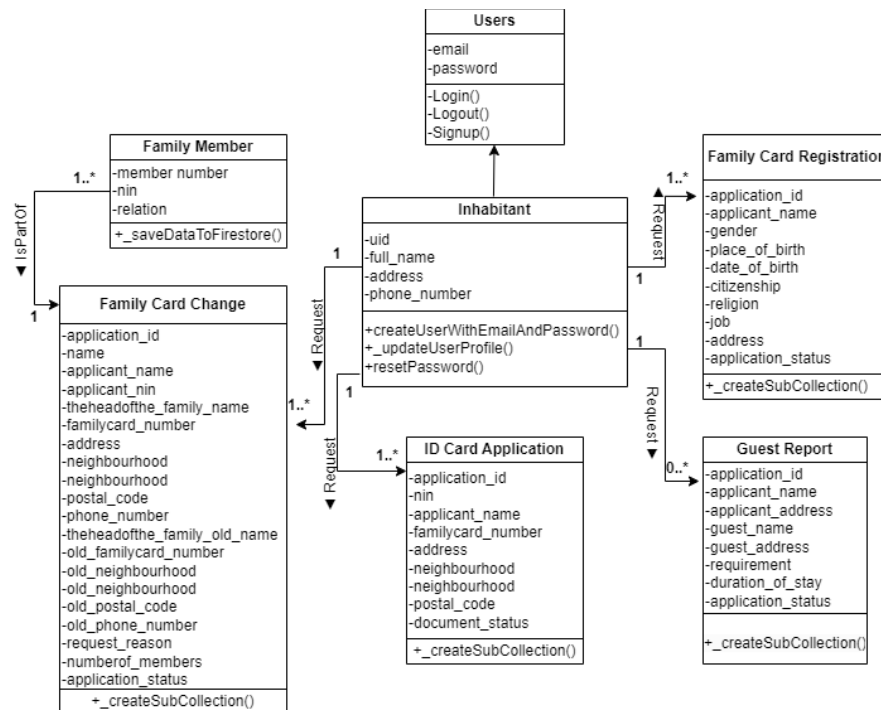 Users
-email
-password
-Login()
-Logout()
-Signup()
Family Member
-member number
-nin
-relation
+_saveDataToFirestore()
1..*
▼ IsPartOf
1
Family Card Change
-application_id
-name
-applicant_name
-applicant_nin
-theheadofthe_family_name
-familycard_number
-address
-neighbourhood
-neighbourhood
-postal_code
-phone_number
-theheadofthe_family_old_name
-old_familycard_number
-old_neighbourhood
-old_neighbourhood
-old_postal_code
-old_phone_number
-request_reason
-numberof_members
-application_status
+_createSubCollection()
Inhabitant
-uid
-full_name
-address
-phone_number
+createUserWithEmailAndPassword()
+_updateUserProfile()
+resetPassword()
1
▼ Request
1..*
1
▼ Request
1..*
ID Card Application
-application_id
-nin
-applicant_name
-familycard_number
-address
-neighbourhood
-neighbourhood
-postal_code
-document_status
+_createSubCollection()
1
Request ▲
1..*
Family Card Registration
-application_id
-applicant_name
-gender
-place_of_birth
-date_of_birth
-citizenship
-religion
-job
-address
-application_status
+_createSubCollection()
1
▼ Request
0..*
Guest Report
-application_id
-applicant_name
-applicant_address
-guest_name
-guest_address
-requirement
-duration_of_stay
-application_status
+_createSubCollection()